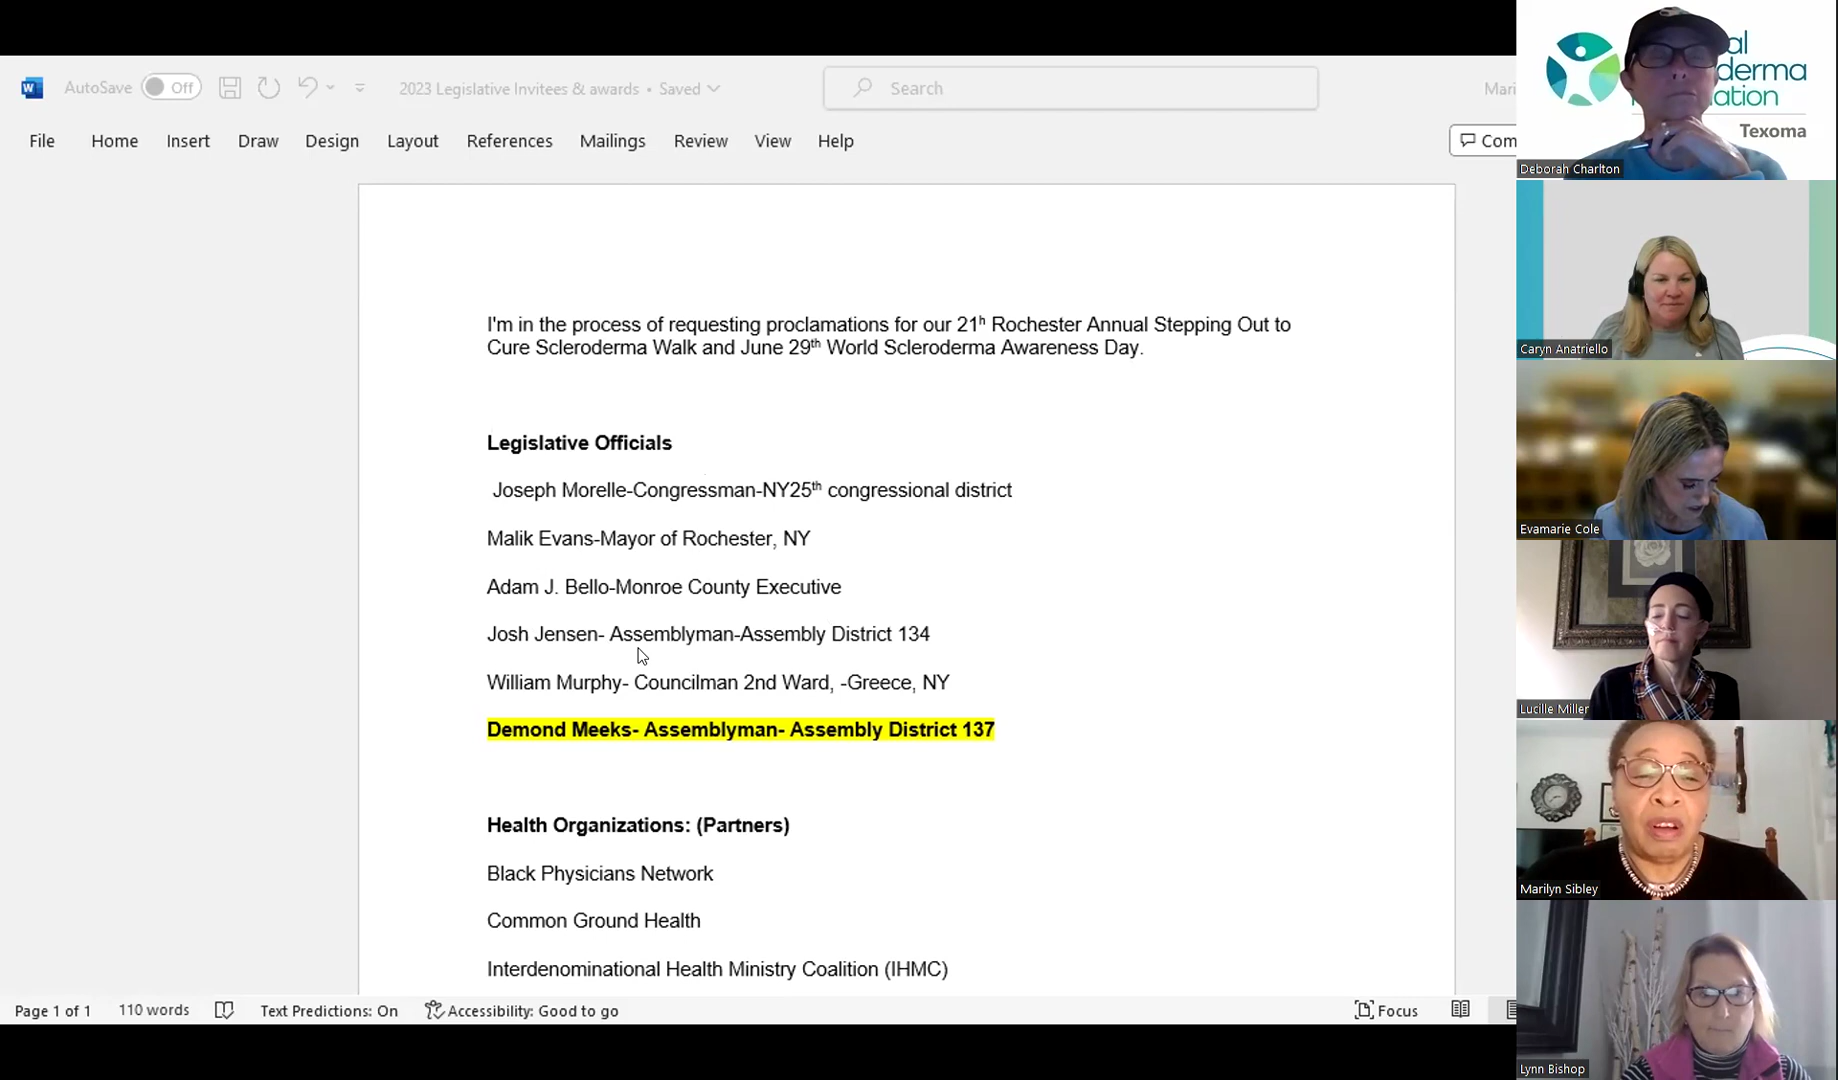 AutoSave Off 2023 Legislative Invitees & awards • Saved Search Mari
File Home Insert Draw Design Layout References Mailings Review View Help Com
I'm in the process of requesting proclamations for our 21ʰ Rochester Annual Stepping Out to
Cure Scleroderma Walk and June 29ᵗʰ World Scleroderma Awareness Day.
Legislative Officials
Joseph Morelle-Congressman-NY25ᵗʰ congressional district
Malik Evans-Mayor of Rochester, NY
Adam J. Bello-Monroe County Executive
Josh Jensen- Assemblyman-Assembly District 134
William Murphy- Councilman 2nd Ward, -Greece, NY
Demond Meeks- Assemblyman- Assembly District 137
Health Organizations: (Partners)
Black Physicians Network
Common Ground Health
Interdenominational Health Ministry Coalition (IHMC)
Page 1 of 1 110 words Text Predictions: On Accessibility: Good to go Focus
al
derma
ation
Texoma
Deborah Charlton
Caryn Anatriello
Evamarie Cole
Lucille Miller
Marilyn Sibley
Lynn Bishop